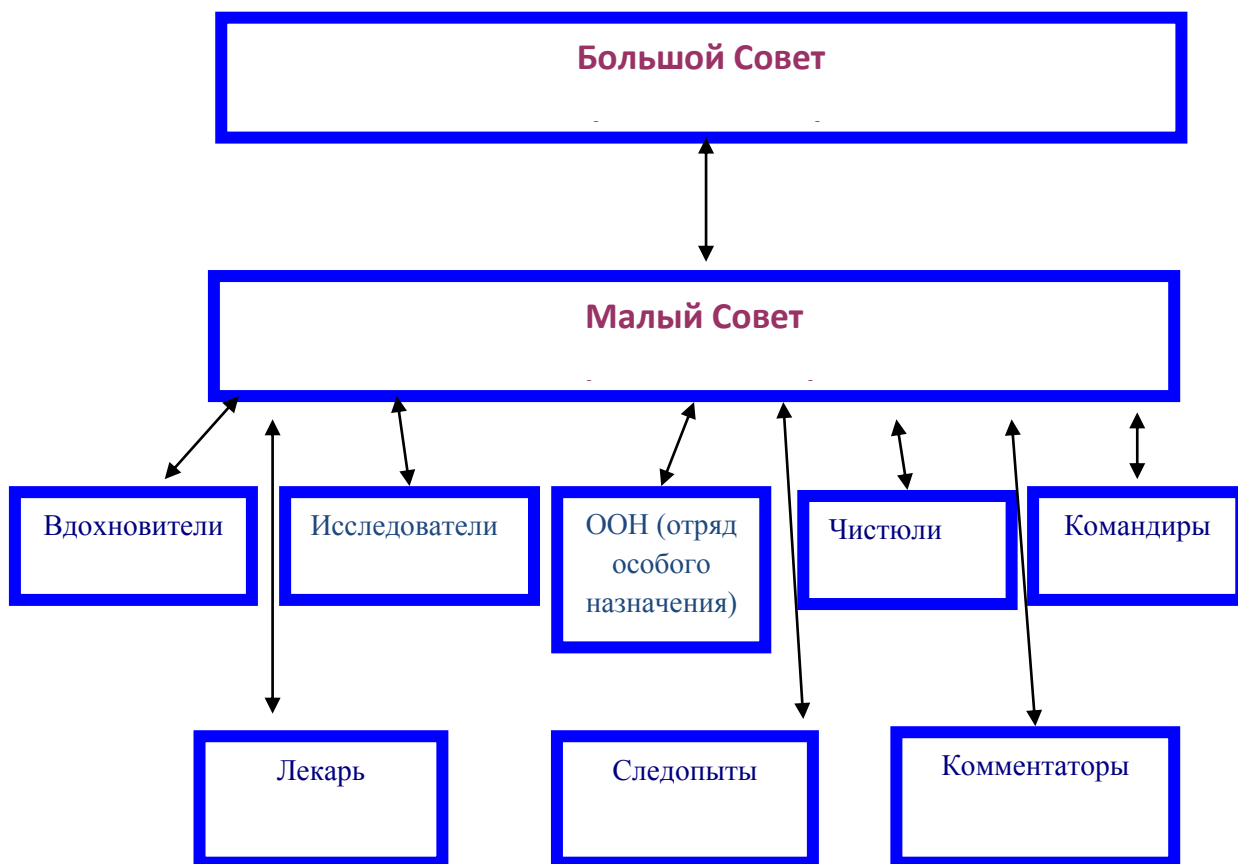 Большой Совет
Малый Совет
Вдохновители
Исследователи
ООН (отряд
особого
назначения)
Чистюли
Командиры
Лекарь
Следопыты
Комментаторы